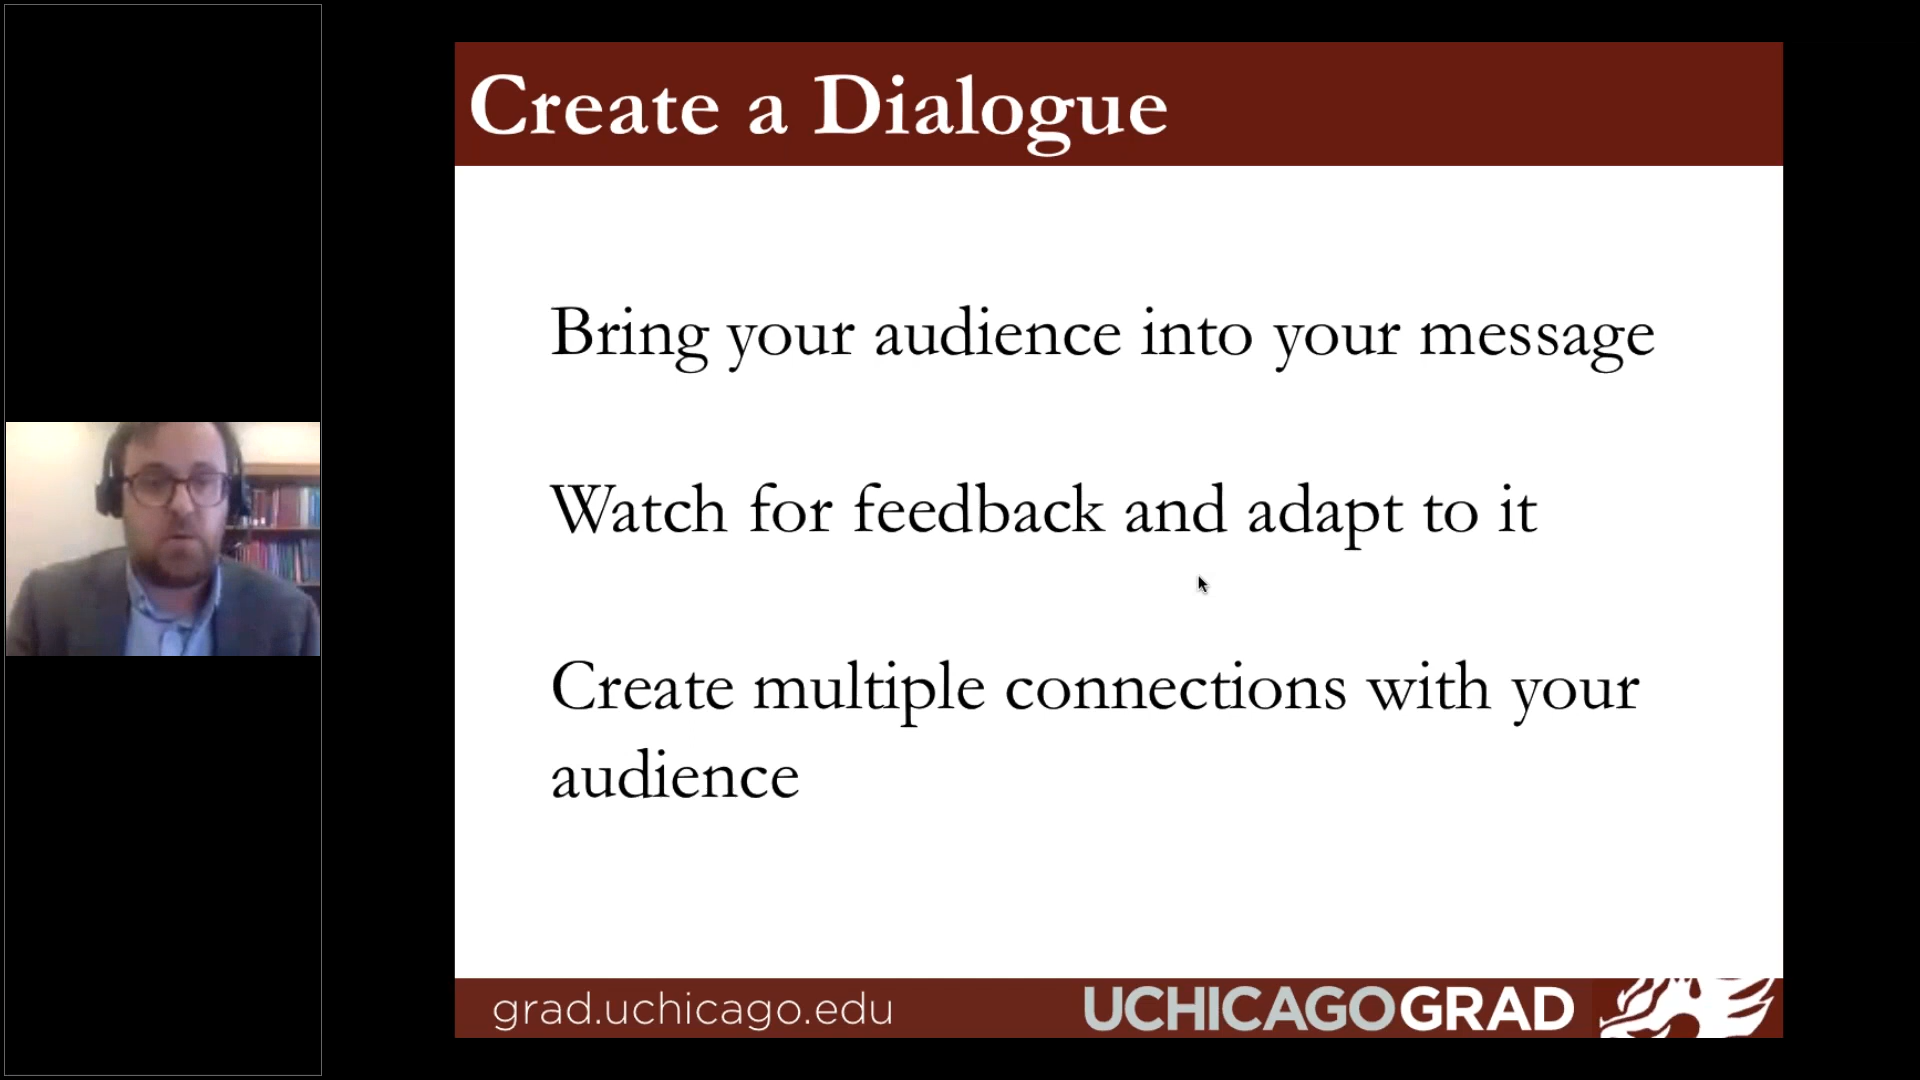 Create a Dialogue
Bring your audience into your message
Watch for feedback and adapt to it
Create multiple connections with your
audience
grad.uchicago.edu
UCHICAGOGRAD